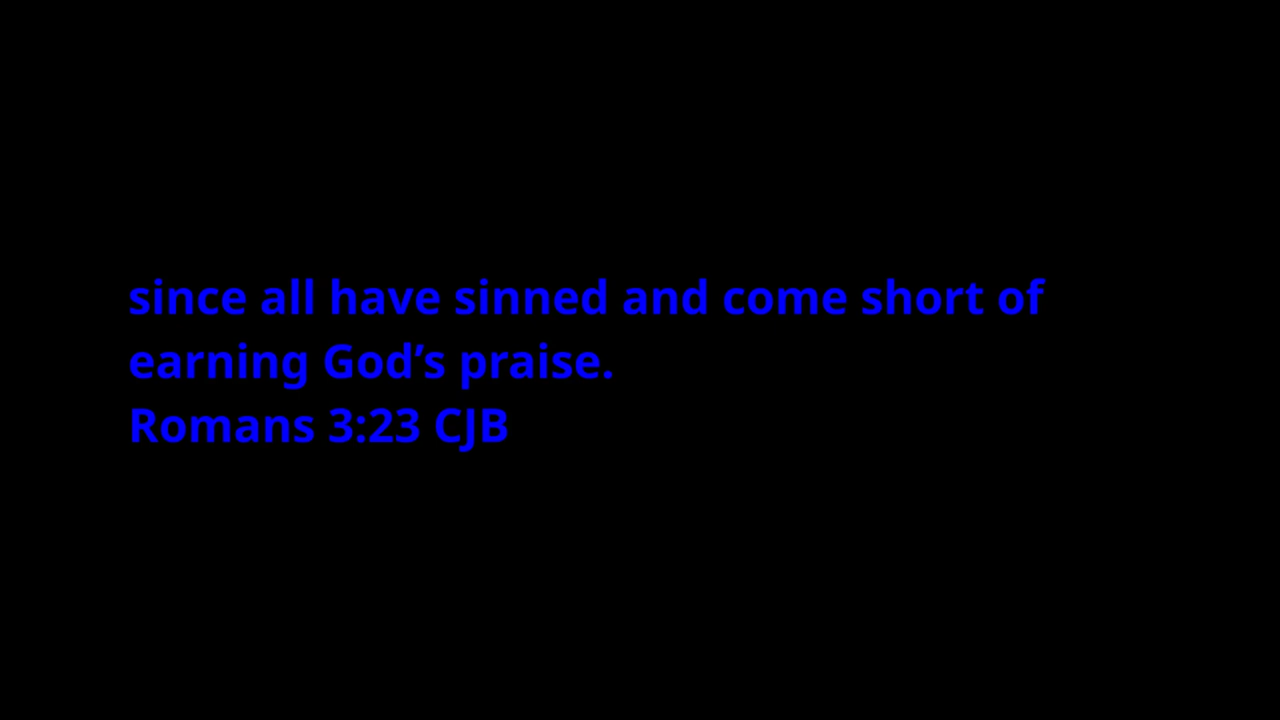 since all have sinned and come short of
earning God’s praise.
Romans 3:23 CJB